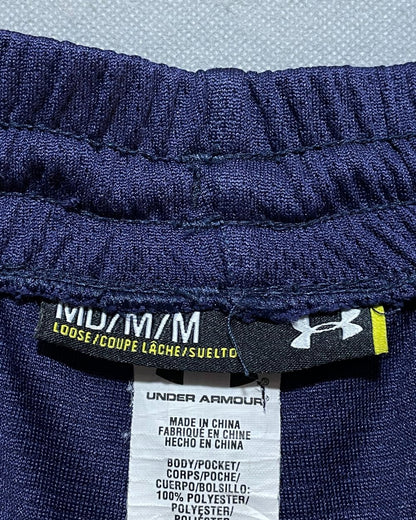 MD/M/M
LOOSE/COUPE LÂCHE/SUELTO
UNDER ARMOUR
MADE IN CHINA
FABRIQUÉ EN CHINE
HECHO EN CHINA
BODY/POCKET/
CORPS/POCHE/
CUERPO/BOLSILLO:
100% POLYESTER/
POLYESTER/